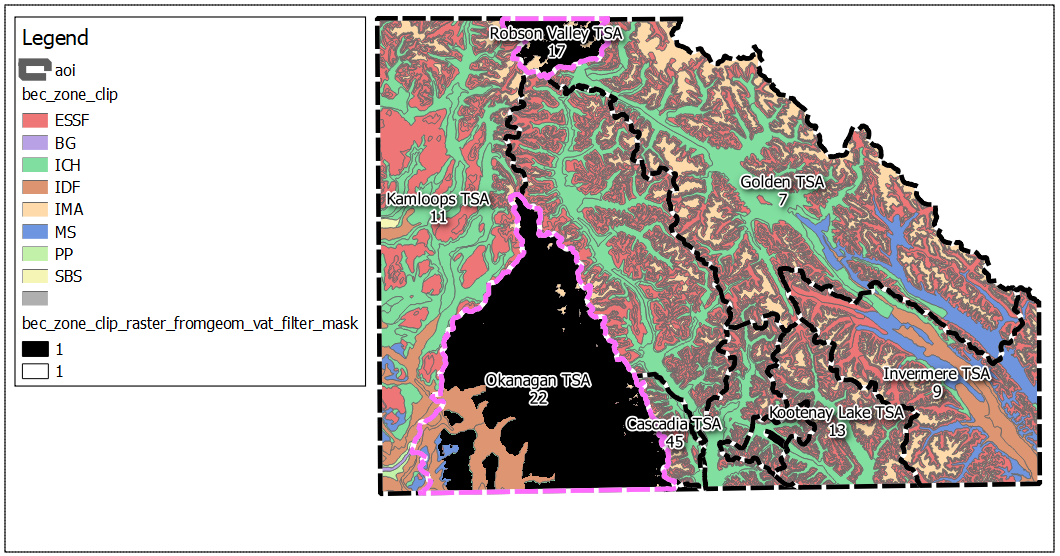 Legend
aoi
bec_zone_clip
ESSF
BG
ICH
IDF
IMA
MS
PP
SBS
bec_zone_clip_raster_fromgeom_vat_filter_mask
1
1
Robson Valley TSA
17
Golden TSA
7
Kamloops TSA
11
Invermere TSA
9
Okanagan TSA
22
Kootenay Lake TSA
13
Cascadia TSA
45